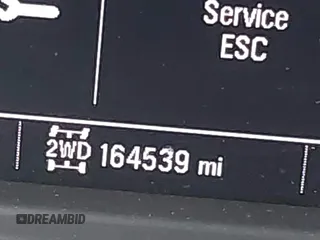 Service
ESC
2WD 164539 mi
DREAMBID